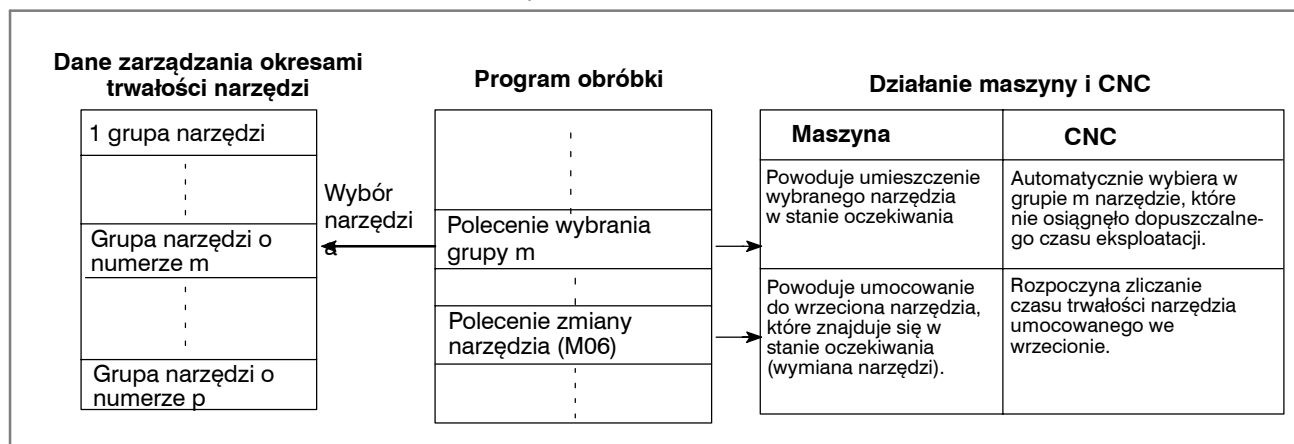 Dane zarządzania okresami
trwałości narzędzi
1 grupa narzędzi
Grupa narzędzi o
numerze m
Grupa narzędzi o
numerze p
Wybór
narzędzi
a
Program obróbki
Polecenie wybrania
grupy m
Polecenie zmiany
narzędzia (M06)
Działanie maszyny i CNC
Maszyna
CNC
Powoduje umieszczenie
wybranego narzędzia
w stanie oczekiwania
Automatycznie wybiera w
grupie m narzędzie, które
nie osiągnęło dopuszczalne-
go czasu eksploatacji.
Powoduje umocowanie
do wrzeciona narzędzia,
które znajduje się w
stanie oczekiwania
(wymiana narzędzi).
Rozpoczyna zliczanie
czasu trwałości narzędzia
umocowanego we
wrzecionie.